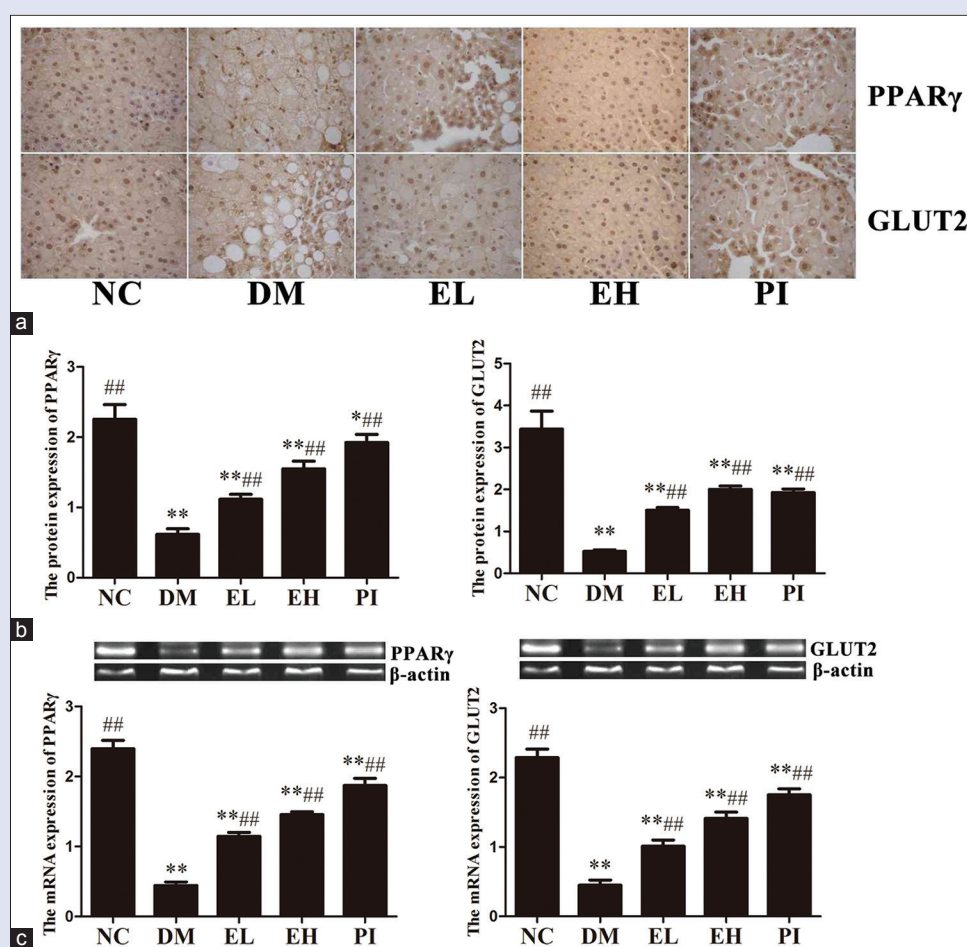 PPARγ
GLUT2
NC DM EL EH PI
a
The protein expression of PPARγ
3
2
1
0
##
**
**##
**##
*##
NC DM EL EH PI
The protein expression of GLUT2
5
4
3
2
1
0
##
**
**##
**##
**##
NC DM EL EH PI
b
PPARγ
β-actin
GLUT2
β-actin
The mRNA expression of PPARγ
3
2
1
0
##
**
**##
**##
**##
NC DM EL EH PI
The mRNA expression of GLUT2
3
2
1
0
##
**
**##
**##
**##
NC DM EL EH PI
c